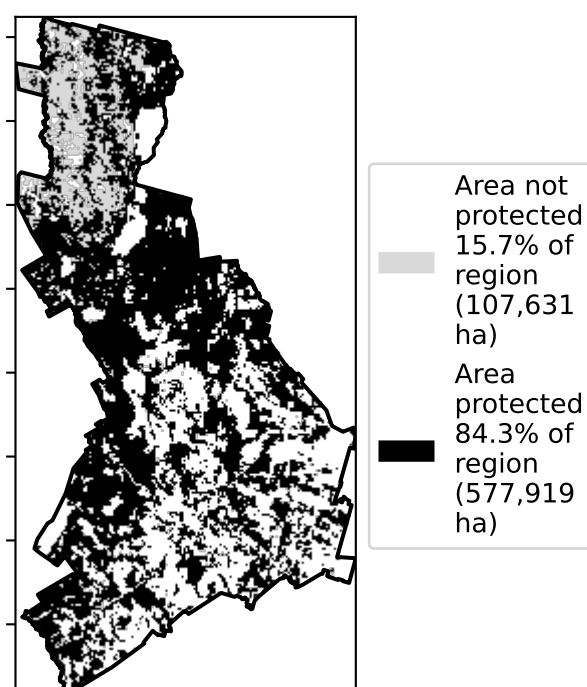 Area not
protected
15.7% of
region
(107,631
ha)
Area
protected
84.3% of
region
(577,919
ha)